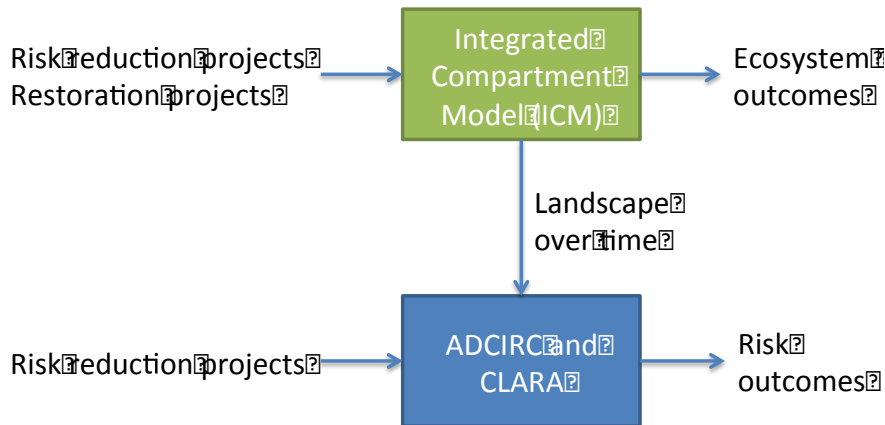 Risk reduction projects
Restoration projects
Integrated
Compartment
Model (ICM)
Ecosystem
outcomes
Landscape
over time
Risk reduction projects
ADCIRC and
CLARA
Risk
outcomes